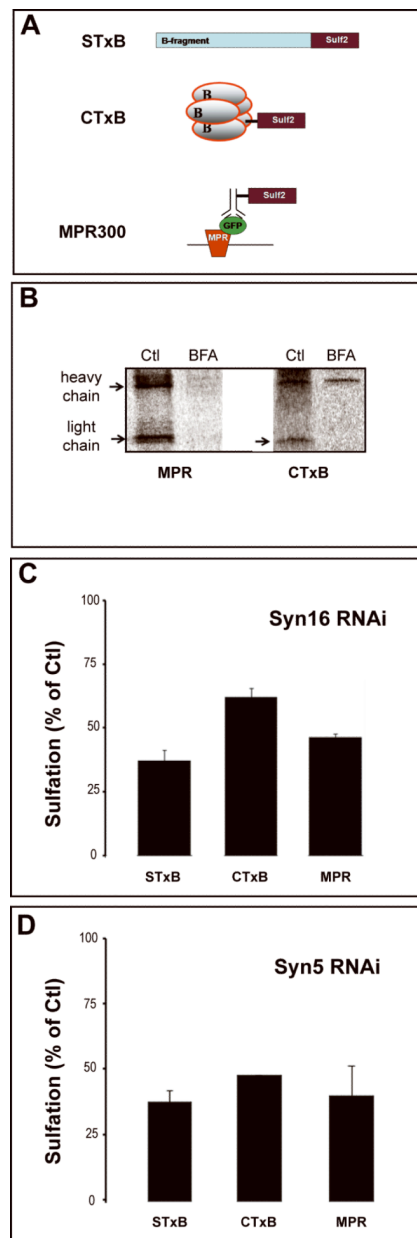 A
STxB
B-fragment Sulf2
CTxB
B
B
B
Sulf2
Sulf2
GFP
MPR
MPR300
B
Ctl BFA Ctl BFA
heavy
chain
light
chain
MPR CTxB
C
Syn16 RNAi
Sulfation (% of Ctl)
100
75
50
25
0
STxB CTxB MPR
D
Syn5 RNAi
Sulfation (% of Ctl)
100
75
50
25
0
STxB CTxB MPR